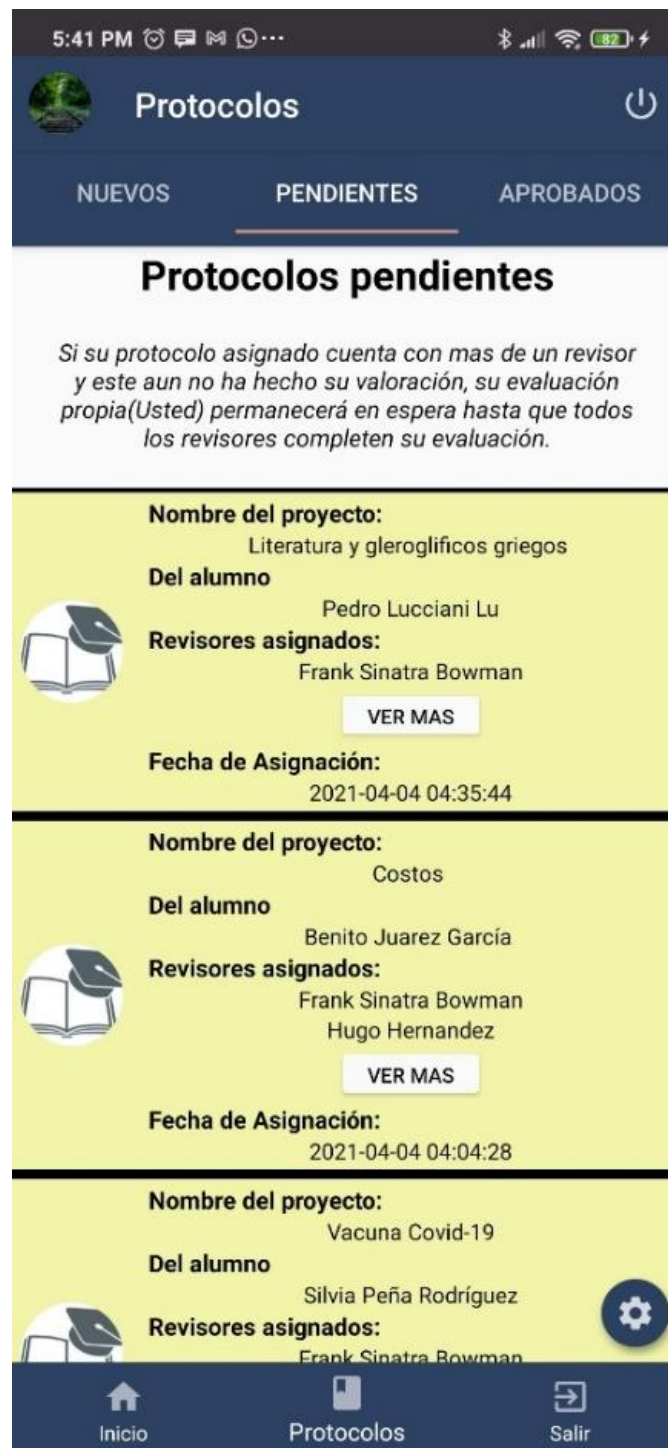 5:41 PM
82
Protocolos
NUEVOS PENDIENTES APROBADOS
Protocolos pendientes
Si su protocolo asignado cuenta con mas de un revisor
y este aun no ha hecho su valoración, su evaluación
propia(Usted) permanecerá en espera hasta que todos
los revisores completen su evaluación.
Nombre del proyecto:
Literatura y gleroglificos griegos
Del alumno
Pedro Lucciani Lu
Revisores asignados:
Frank Sinatra Bowman
VER MAS
Fecha de Asignación:
2021-04-04 04:35:44
Nombre del proyecto:
Costos
Del alumno
Benito Juarez García
Revisores asignados:
Frank Sinatra Bowman
Hugo Hernandez
VER MAS
Fecha de Asignación:
2021-04-04 04:04:28
Nombre del proyecto:
Vacuna Covid-19
Del alumno
Silvia Peña Rodríguez
Revisores asignados:
Frank Sinatra Bowman
Inicio Protocolos Salir